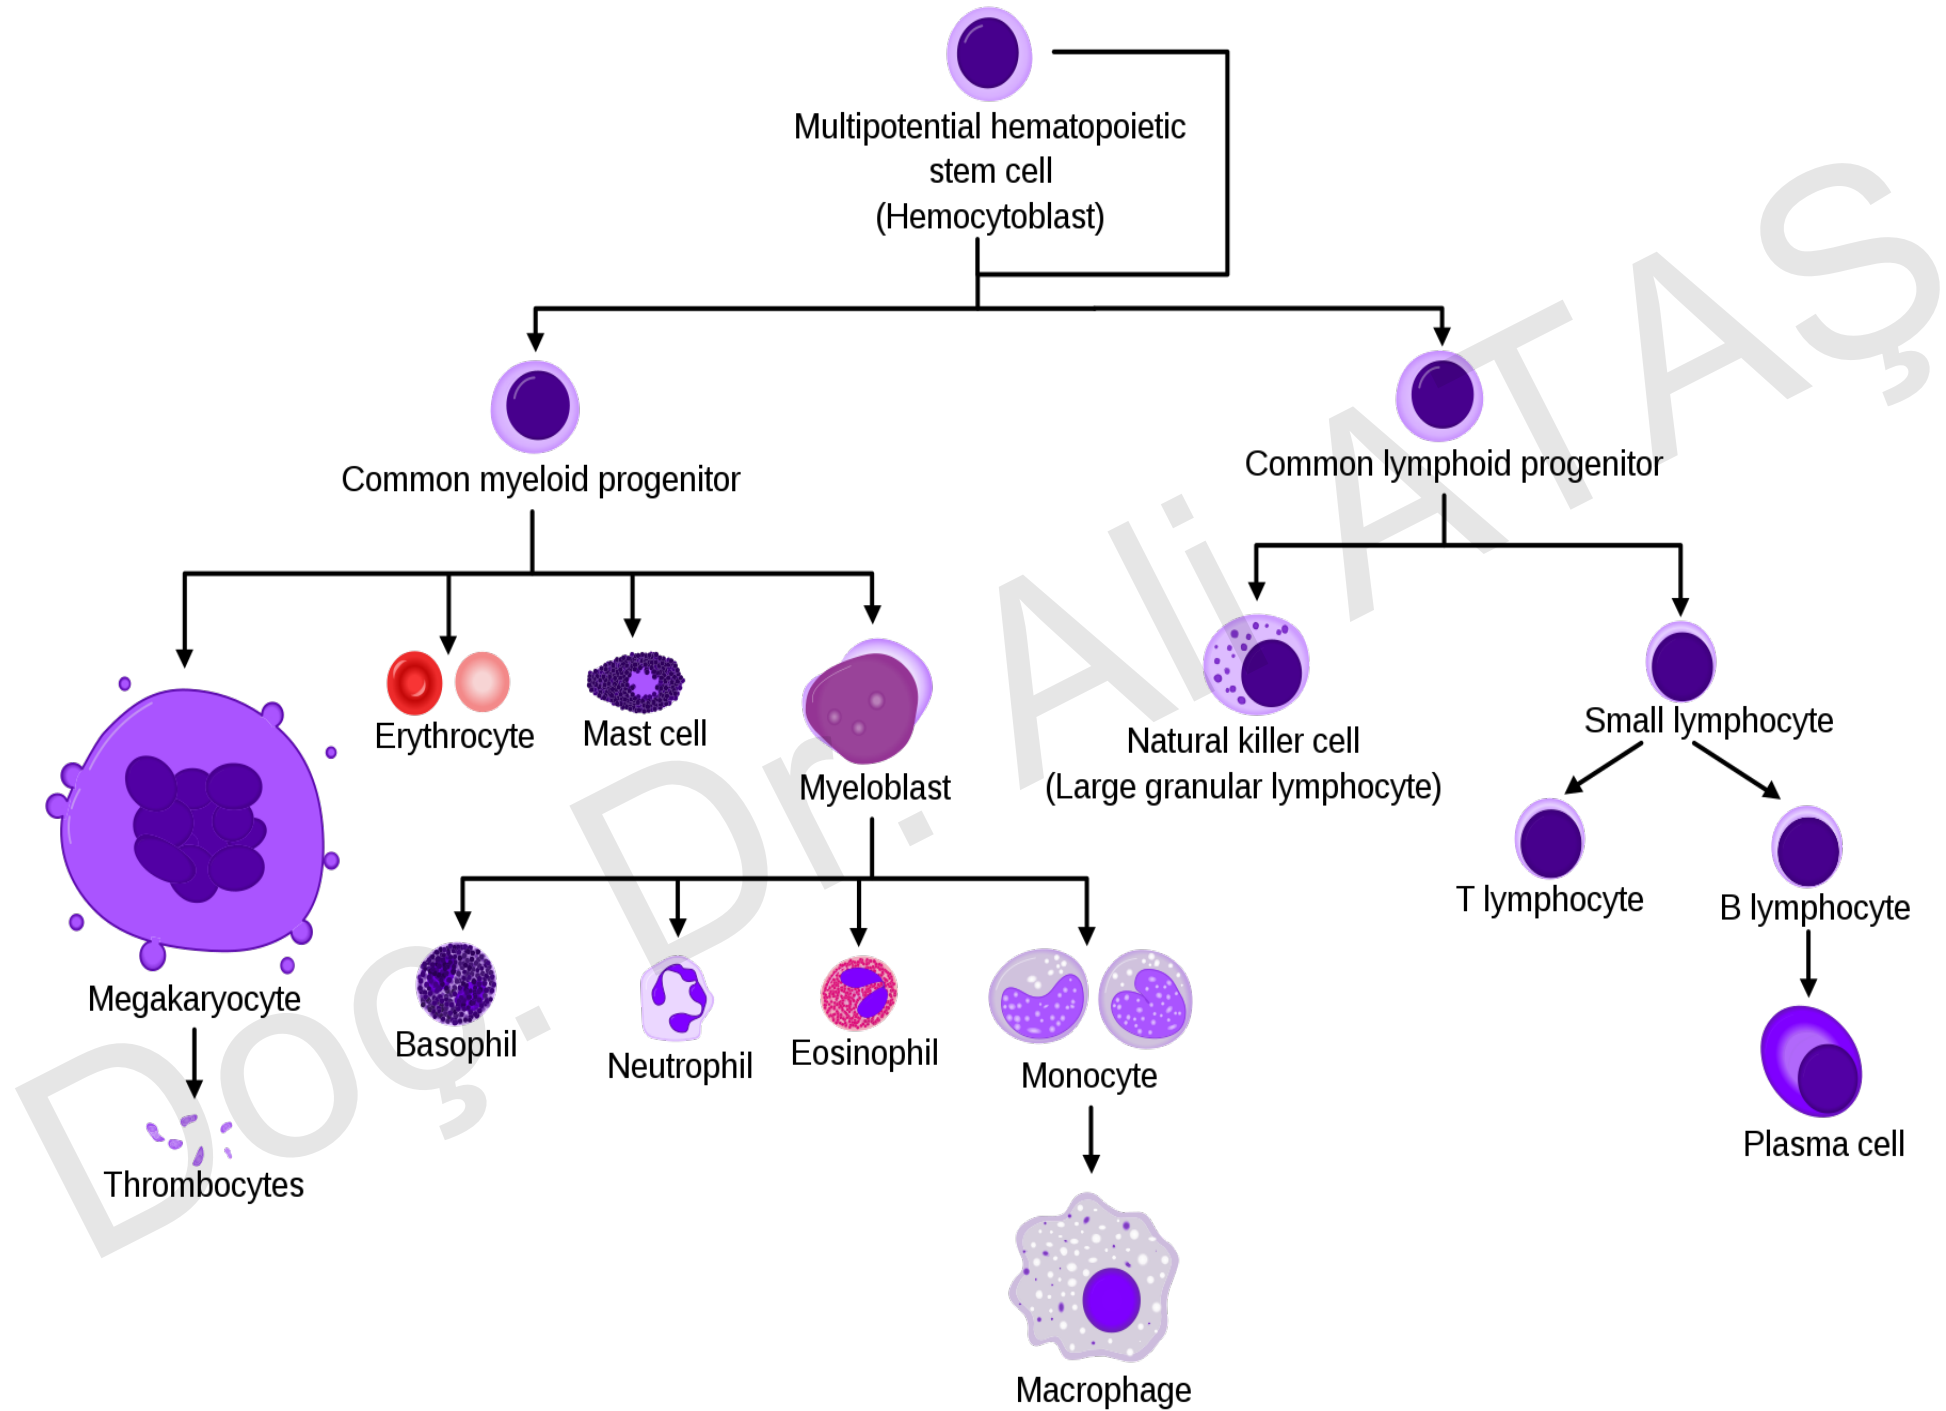 Multipotential hematopoietic
stem cell
(Hemocytoblast)
Common myeloid progenitor
Common lymphoid progenitor
Erythrocyte
Mast cell
Myeloblast
Natural killer cell
(Large granular lymphocyte)
Small lymphocyte
T lymphocyte
B lymphocyte
Megakaryocyte
Basophil
Neutrophil
Eosinophil
Monocyte
Plasma cell
Thrombocytes
Macrophage
Doç. Dr. Ali ATAŞ